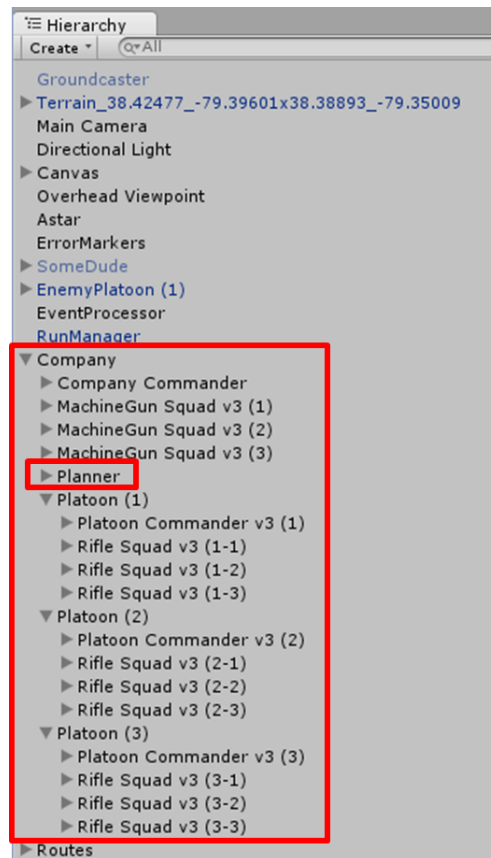 Hierarchy
Create All
Groundcaster
Terrain_38.42477_-79.39601x38.38893_-79.35009
Main Camera
Directional Light
Canvas
Overhead Viewpoint
Astar
ErrorMarkers
SomeDude
EnemyPlatoon (1)
EventProcessor
RunManager
Company
Company Commander
MachineGun Squad v3 (1)
MachineGun Squad v3 (2)
MachineGun Squad v3 (3)
Planner
Platoon (1)
Platoon Commander v3 (1)
Rifle Squad v3 (1-1)
Rifle Squad v3 (1-2)
Rifle Squad v3 (1-3)
Platoon (2)
Platoon Commander v3 (2)
Rifle Squad v3 (2-1)
Rifle Squad v3 (2-2)
Rifle Squad v3 (2-3)
Platoon (3)
Platoon Commander v3 (3)
Rifle Squad v3 (3-1)
Rifle Squad v3 (3-2)
Rifle Squad v3 (3-3)
Routes